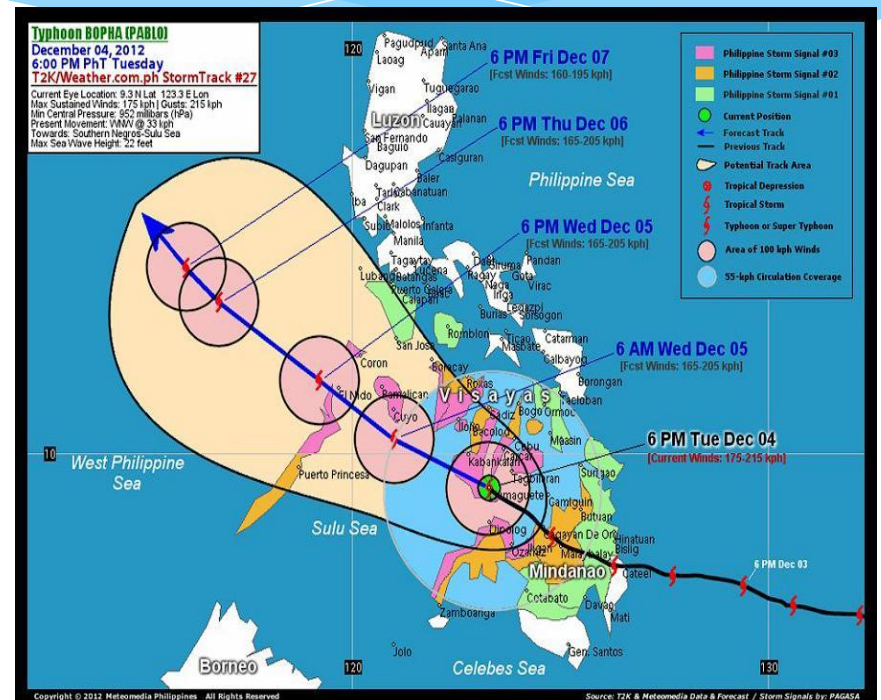 Typhoon BOPHA (PABLO)
December 04, 2012
6:00 PM PhT Tuesday
T2K/Weather.com.ph StormTrack #27
Current Eye Location: 9.3 N Lat 123.3 E Lon
Max Sustained Winds: 175 kph | Gusts: 215 kph
Min Central Pressure: 952 milibars (hPa)
Present Movement: WNW @ 33 kph
Towards: Southern Negros-Sulu Sea
Max Sea Wave Height: 22 feet
120
Pagudpud
Santa Ana
Laoag
Apari
Vigan
Tuguegarao
Ilagan
Palanan
Cauayan
Luzon
San Fernando
Baguio
Casiguran
Dagupan
Baler
Tarlac
Cabanatuan
Iba
Clark
Subic
Malolos
Infanta
Manila
Tagaytay
Lucena
Lubang
Batangas
Puerto Galera
Calapan
San Jose
Romblon
Daet
Siruma
Pandan
Ragay
Naga
Gota
Iriga
Virac
Legazpi
Burias
Sorsogon
Ticao
Masbate
Catarman
Calbayog
Borongan
Tacloban
Coron
Boracay
Roxas
El Nido
Pamalican
Cuyo
Visayas
Iloilo
Cadiz
Bacolod
Bogo
Ormoc
Cebu
Maasin
Kabankalan
Carcar
Tagbilaran
Dumaguete
Surigao
Camiguin
Butuan
Puerto Princesa
Dipolog
Ozamiz
Iligan
Cagayan De Oro
Malaybalay
Hinatuan
Bislig
Cateel
Mindanao
Cotabato
Davao
Mati
Zamboanga
Gen. Santos
Jolo
6 PM Fri Dec 07
[Fcst Winds: 160-195 kph]
6 PM Thu Dec 06
[Fcst Winds: 165-205 kph]
6 PM Wed Dec 05
[Fcst Winds: 165-205 kph]
6 AM Wed Dec 05
[Fcst Winds: 165-205 kph]
6 PM Tue Dec 04
[Current Winds: 175-215 kph]
6 PM Dec 03
Philippine Sea
West Philippine
Sea
Sulu Sea
Celebes Sea
Borneo
10
120
130
Philippine Storm Signal #03
Philippine Storm Signal #02
Philippine Storm Signal #01
Current Position
Forecast Track
Previous Track
Potential Track Area
Tropical Depression
Tropical Storm
Typhoon or Super Typhoon
Area of 100 kph Winds
55-kph Circulation Coverage
Copyright © 2012 Meteomedia Philippines All Rights Reserved
Source: T2K & Meteomedia Data & Forecast / Storm Signals by: PAGASA